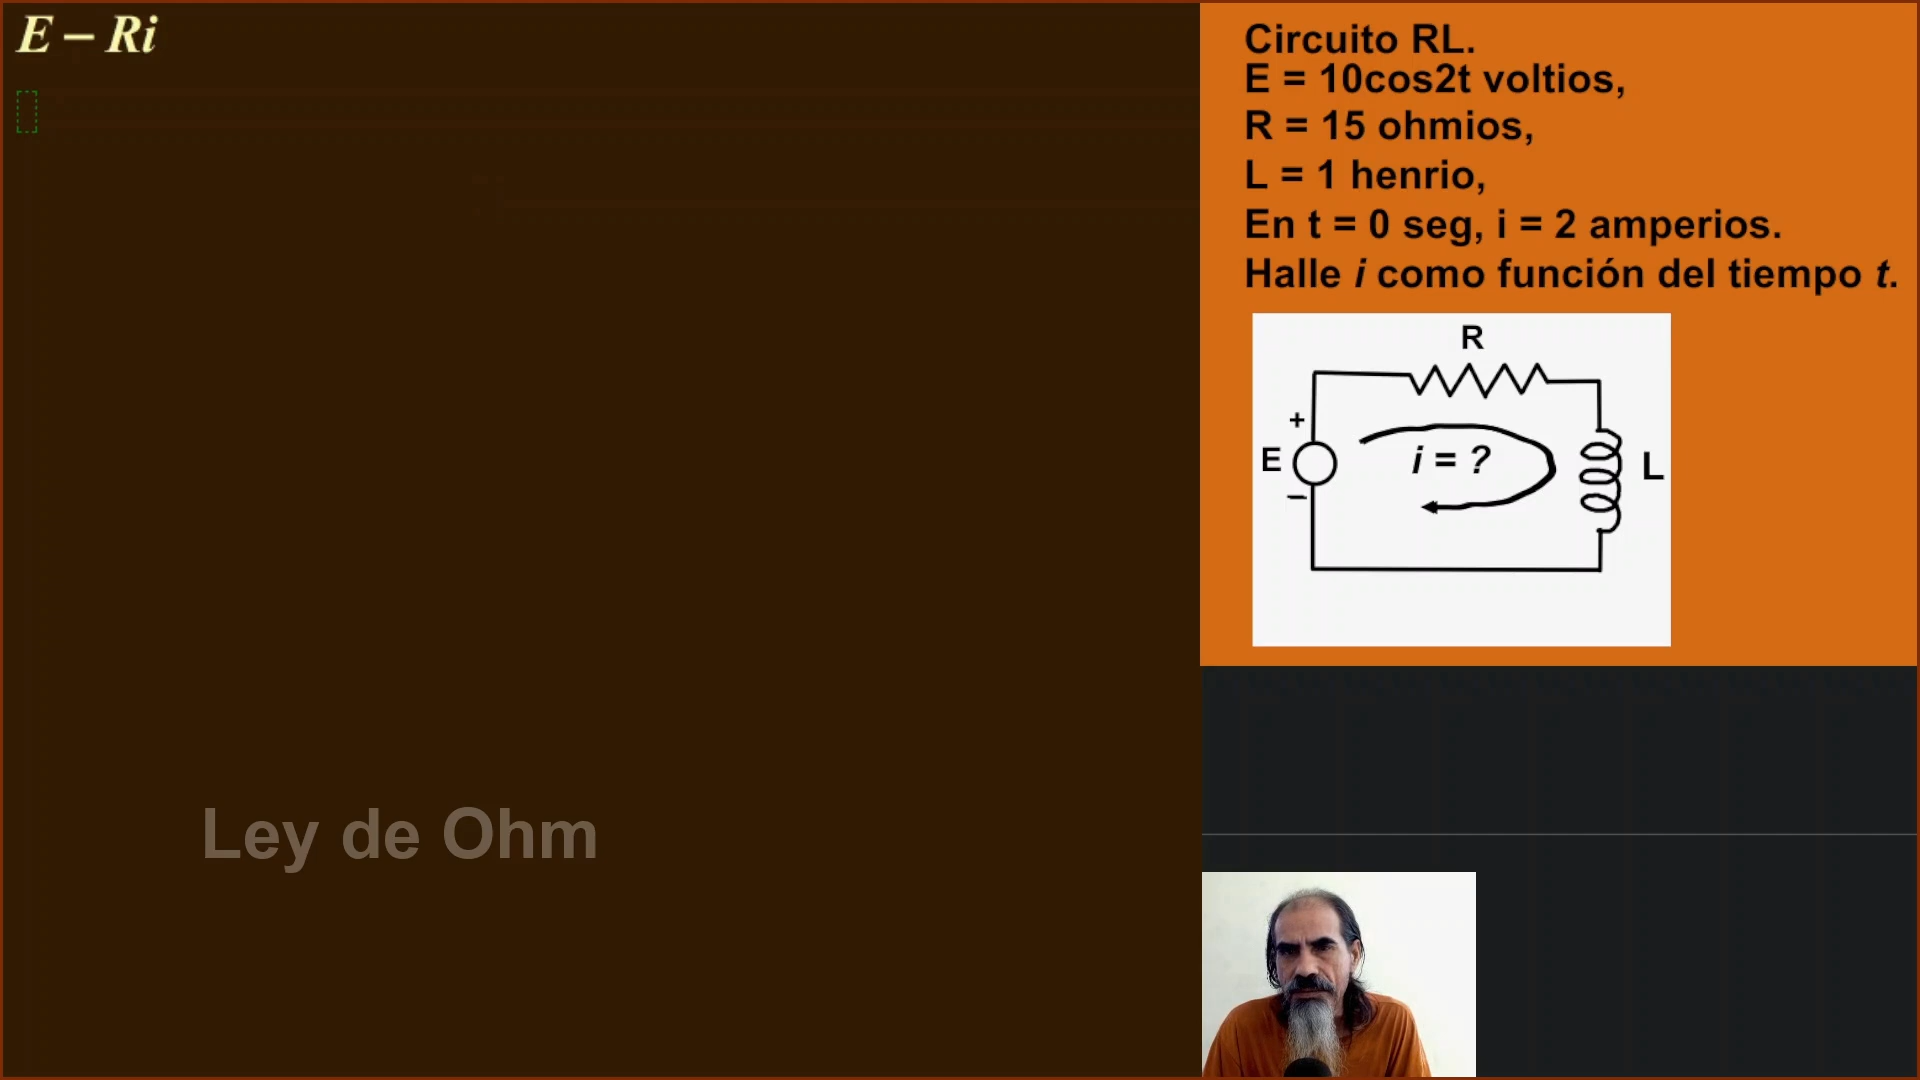 E – Ri
Circuito RL.
E = 10cos2t voltios,
R = 15 ohmios,
L = 1 henrio,
En t = 0 seg, i = 2 amperios.
Halle i como función del tiempo t.
R
+
E
i = ?
L
–
Ley de Ohm